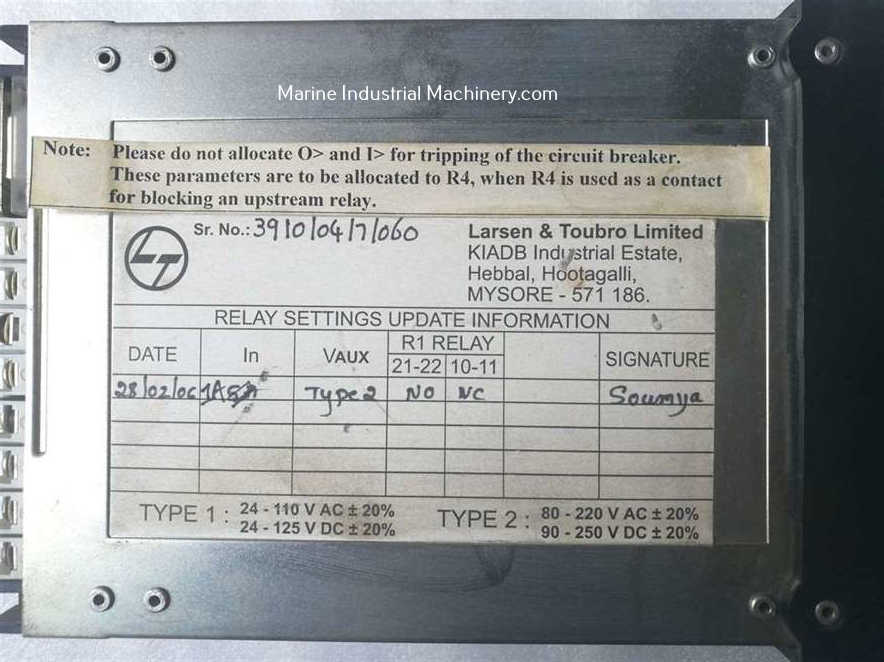 Marine Industrial Machinery.com
Note: Please do not allocate O> and I> for tripping of the circuit breaker.
These parameters are to be allocated to R4, when R4 is used as a contact
for blocking an upstream relay.
LT
Sr. No.: 3910/04/7/060
Larsen & Toubro Limited
KIADB Industrial Estate,
Hebbal, Hootagalli,
MYSORE - 571 186.
RELAY SETTINGS UPDATE INFORMATION
DATE In VAUX R1 RELAY SIGNATURE
21-22 10-11
28/02/06 1A Type 2 NO NC Soumya
TYPE 1 : 24 - 110 V AC ± 20%
24 - 125 V DC ± 20%
TYPE 2 : 80 - 220 V AC ± 20%
90 - 250 V DC ± 20%